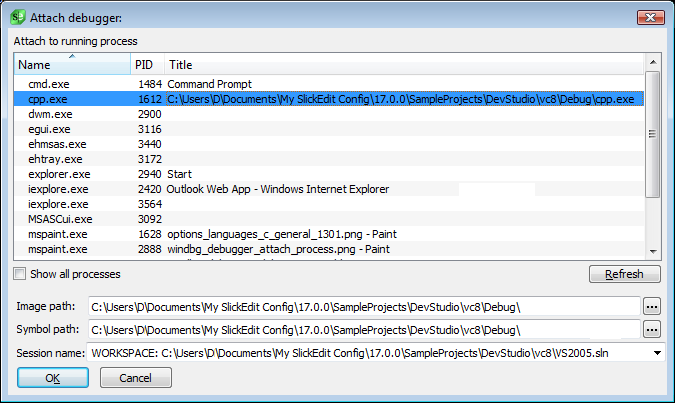 Attach debugger:
Attach to running process
Name PID Title
cmd.exe 1484 Command Prompt
cpp.exe 1612 C:\Users\D\Documents\My SlickEdit Config\17.0.0\SampleProjects\DevStudio\vc8\Debug\cpp.exe
dwm.exe 2900
egui.exe 3116
ehmsas.exe 3440
ehtray.exe 3172
explorer.exe 2940 Start
iexplore.exe 2420 Outlook Web App - Windows Internet Explorer
iexplore.exe 3564
MSASCui.exe 3092
mspaint.exe 1628 options_languages_c_general_1301.png - Paint
mspaint.exe 2888 windbg_debugger_attach_process.png - Paint
Show all processes Refresh
Image path: C:\Users\D\Documents\My SlickEdit Config\17.0.0\SampleProjects\DevStudio\vc8\Debug\ ...
Symbol path: C:\Users\D\Documents\My SlickEdit Config\17.0.0\SampleProjects\DevStudio\vc8\Debug\ ...
Session name: WORKSPACE: C:\Users\D\Documents\My SlickEdit Config\17.0.0\SampleProjects\DevStudio\vc8\VS2005.sln
OK Cancel